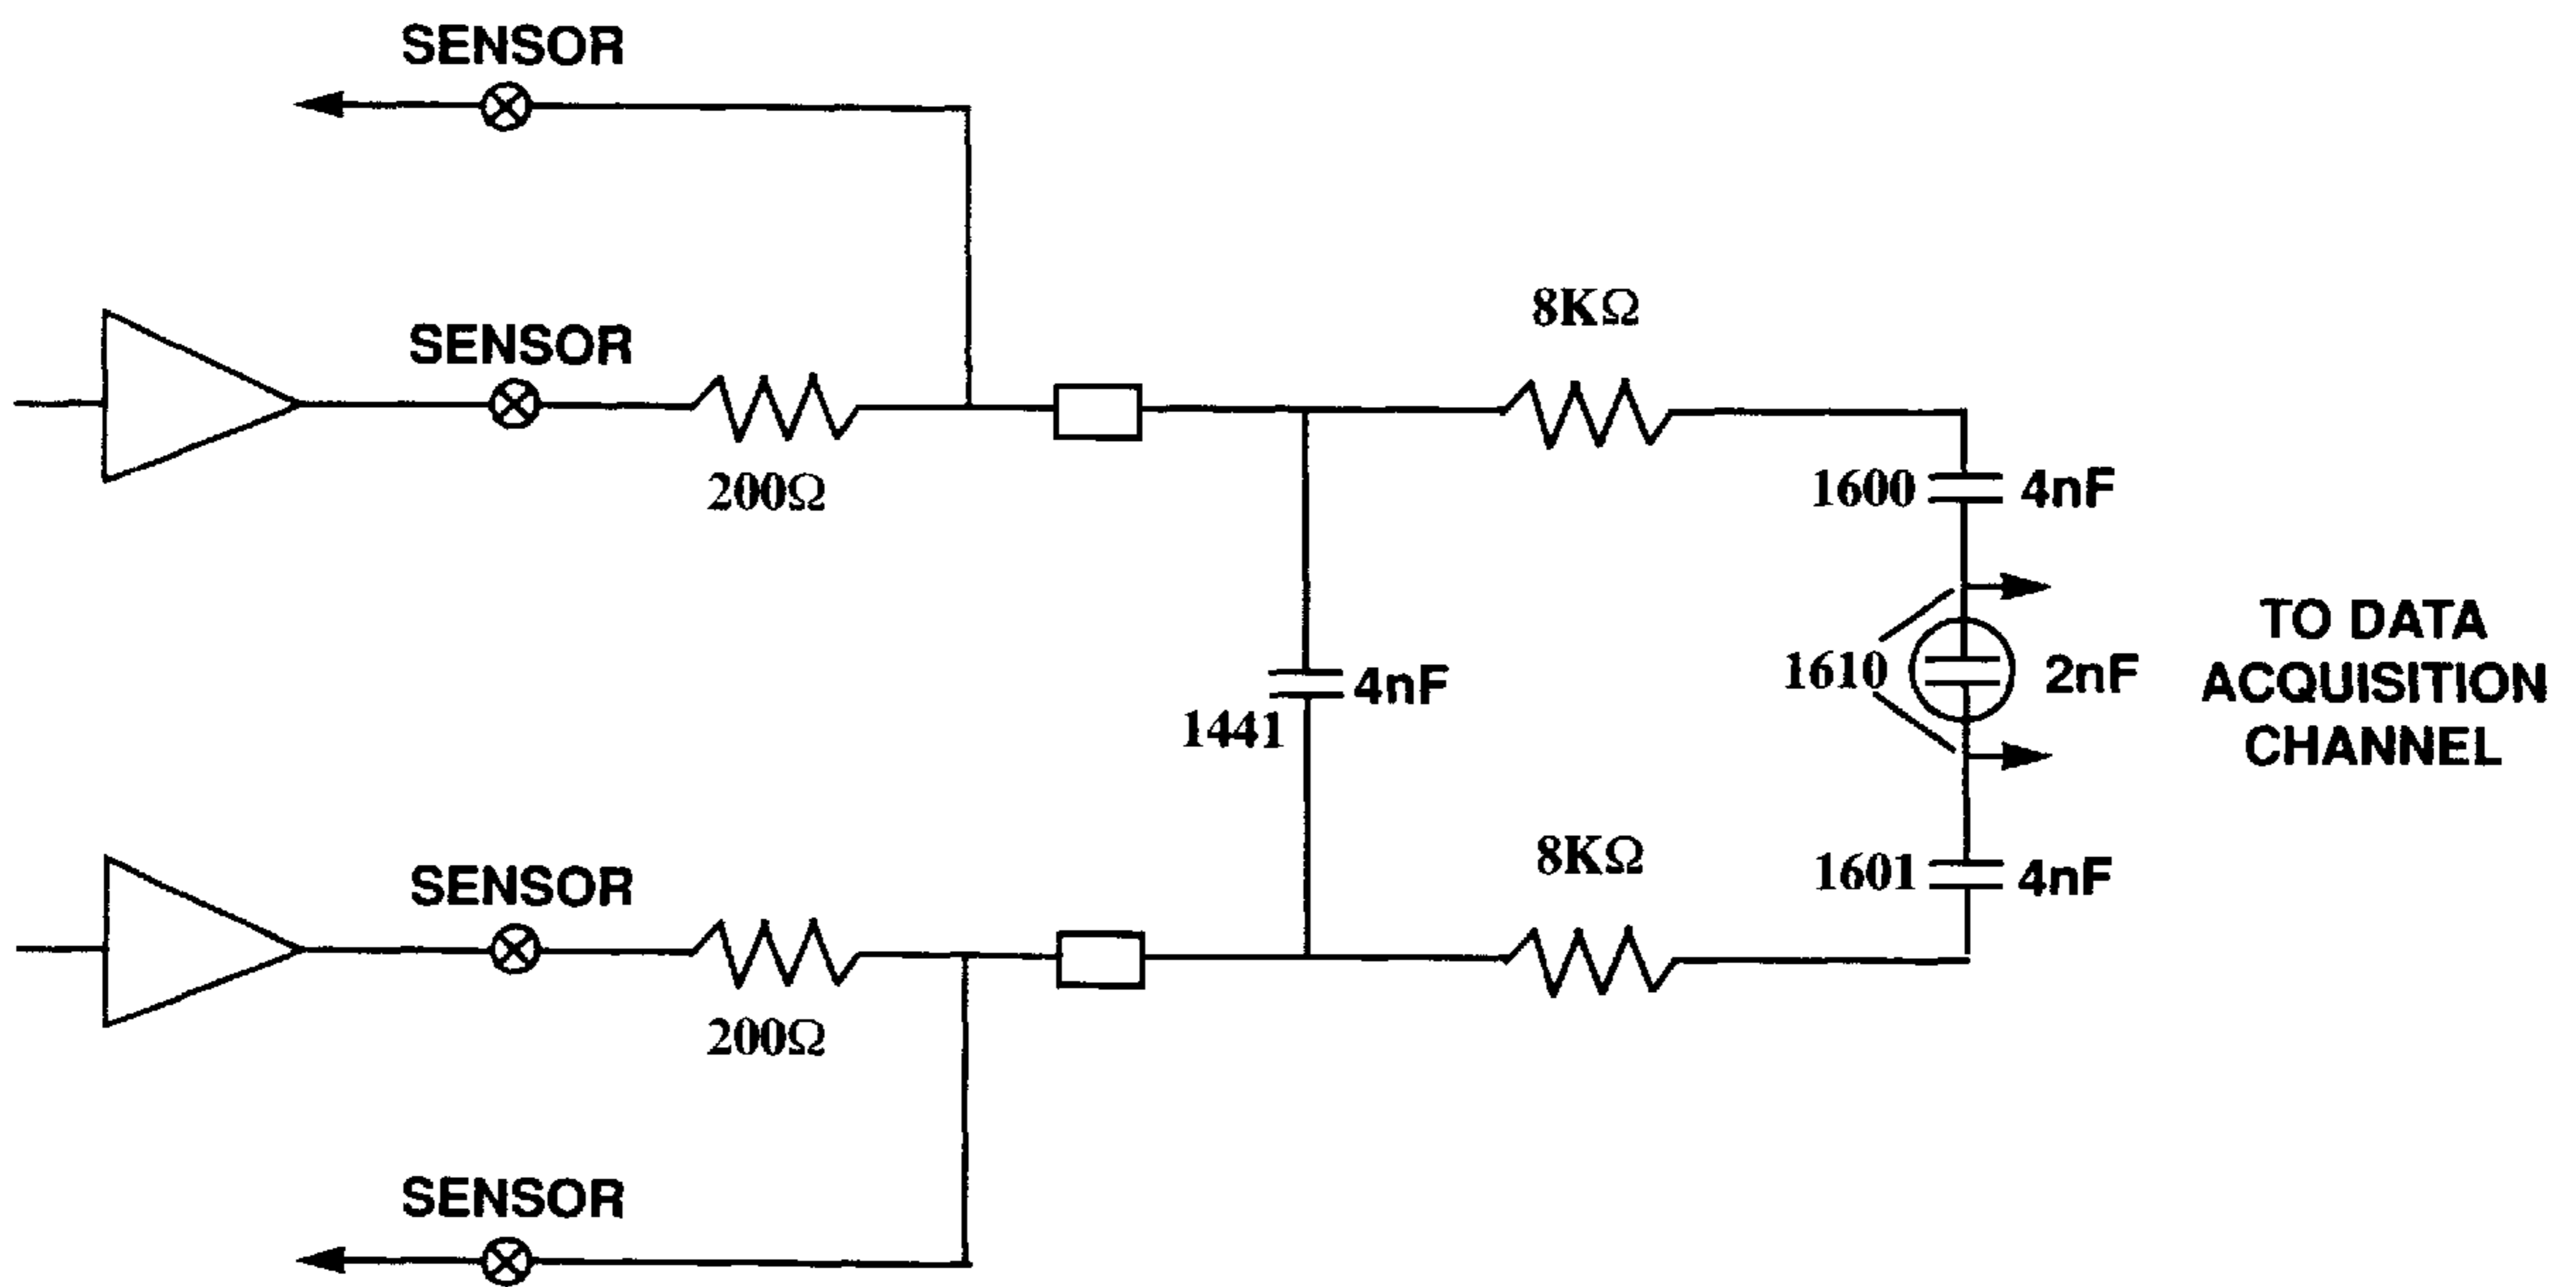 SENSOR
SENSOR
200Ω
8KΩ
1600
4nF
1441
4nF
1610
2nF
TO DATA
ACQUISITION
CHANNEL
8KΩ
1601
4nF
SENSOR
200Ω
SENSOR